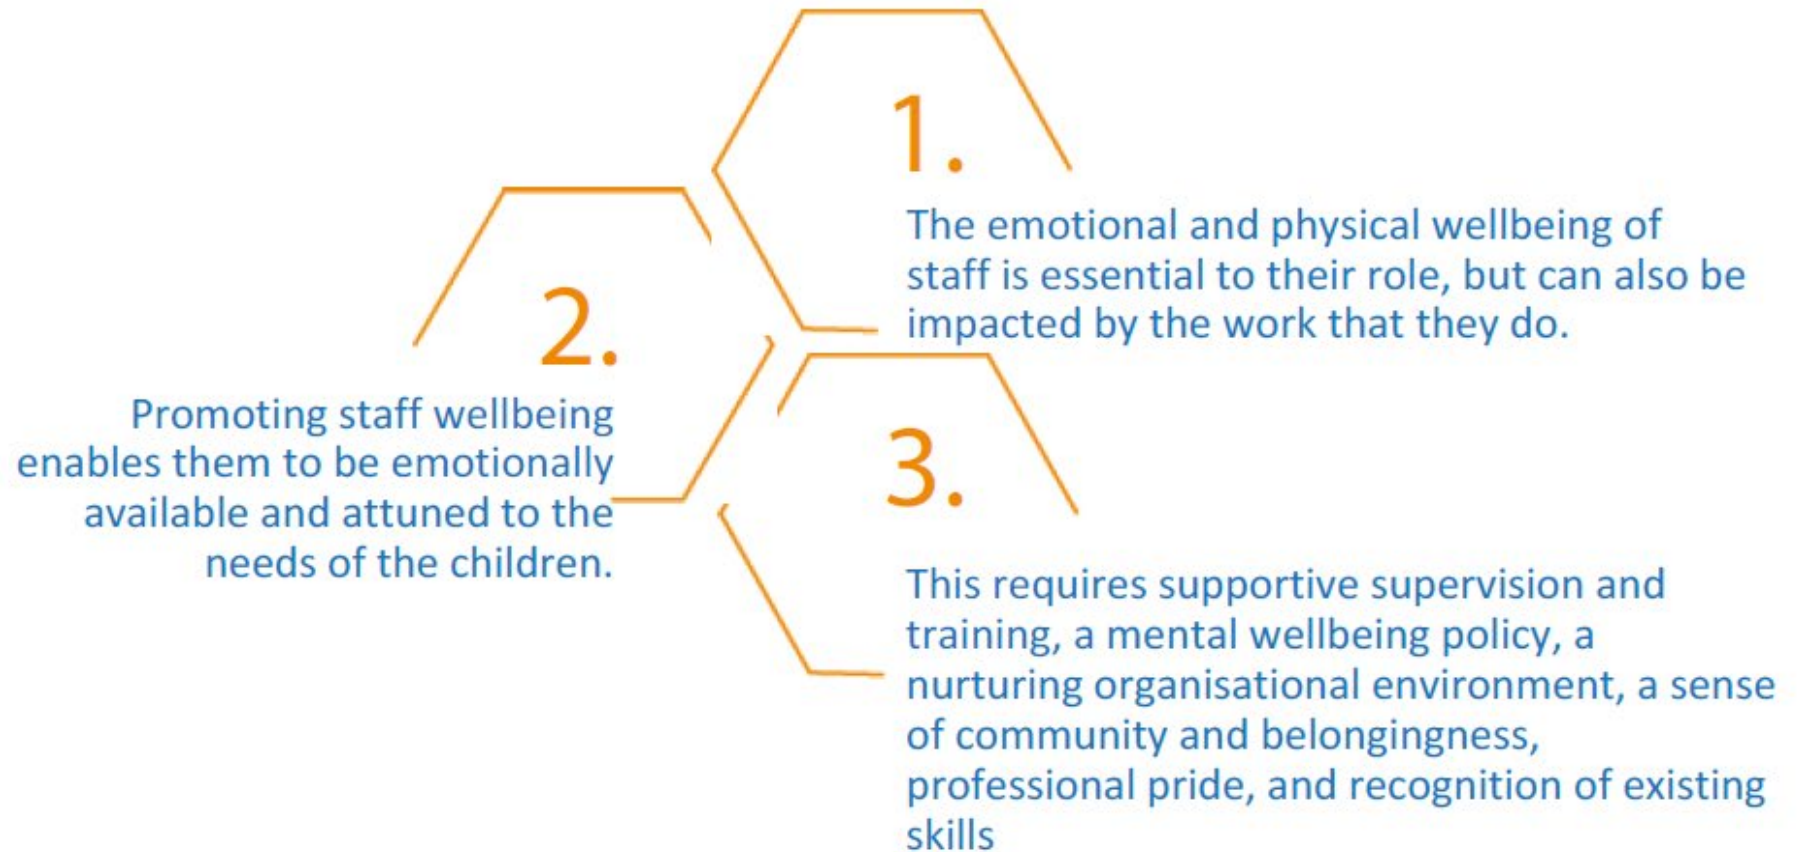 1.
The emotional and physical wellbeing of
staff is essential to their role, but can also be
impacted by the work that they do.
2.
Promoting staff wellbeing
enables them to be emotionally
available and attuned to the
needs of the children.
3.
This requires supportive supervision and
training, a mental wellbeing policy, a
nurturing organisational environment, a sense
of community and belongingness,
professional pride, and recognition of existing
skills